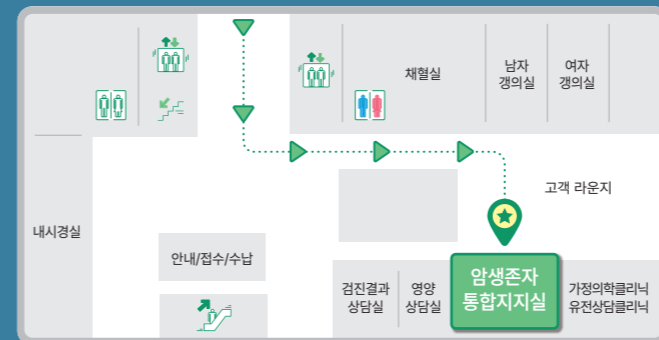 채혈실
남자
갱의실
여자
갱의실
고객 라운지
내시경실
안내/접수/수납
검진결과
상담실
영양
상담실
암생존자
통합지지실
가정의학클리닉
유전상담클리닉